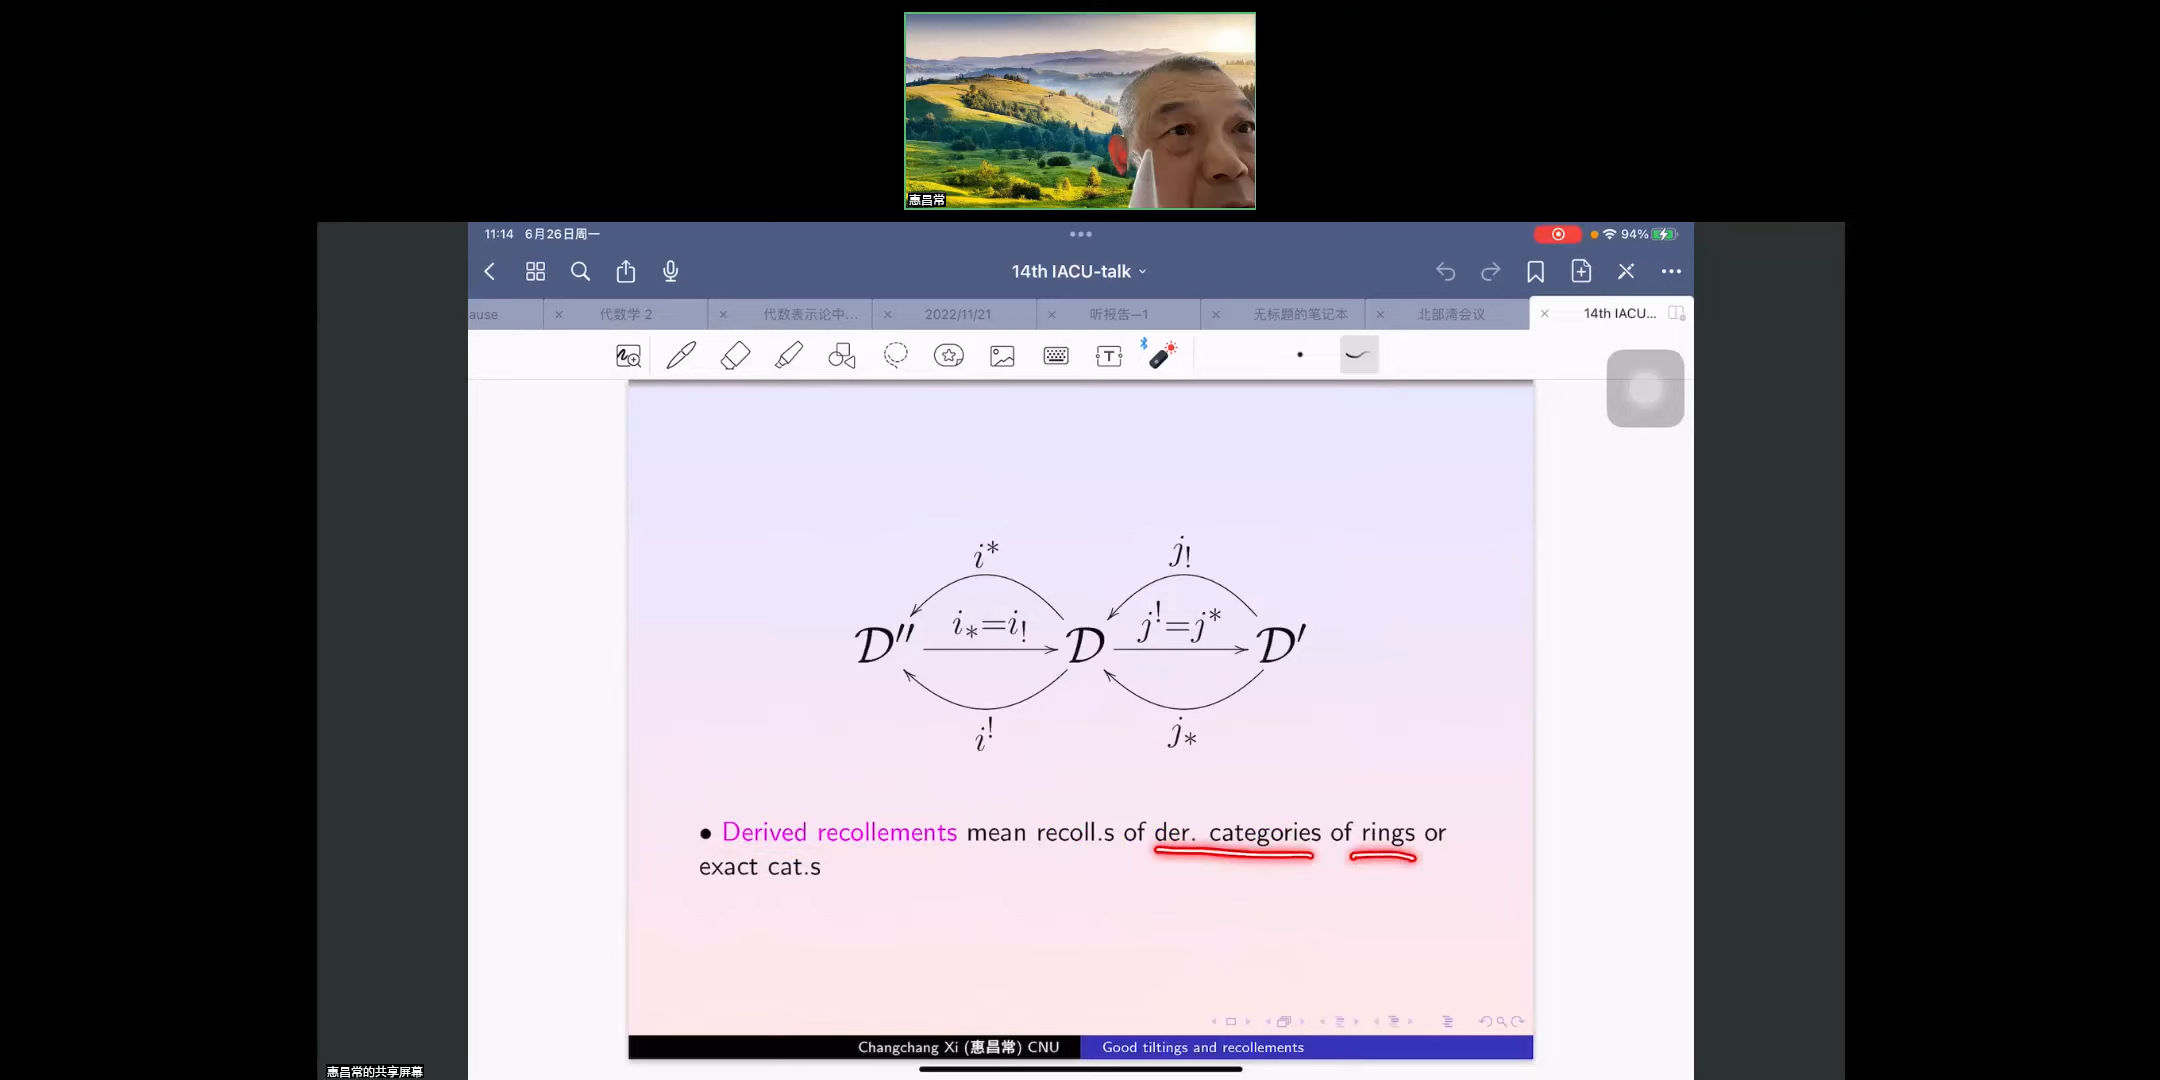 惠昌常
11:14 6月26日周一
94%
14th IACU-talk
ause
代数学 2
代数表示论中...
2022/11/21
听报告—1
无标题的笔记本
北部湾会议
14th IACU...
i* j!
D'' i*=i! D j!=j* D'
i! j*
• Derived recollements mean recoll.s of der. categories of rings or
exact cat.s
Changchang Xi (惠昌常) CNU Good tiltings and recollements
惠昌常的共享屏幕